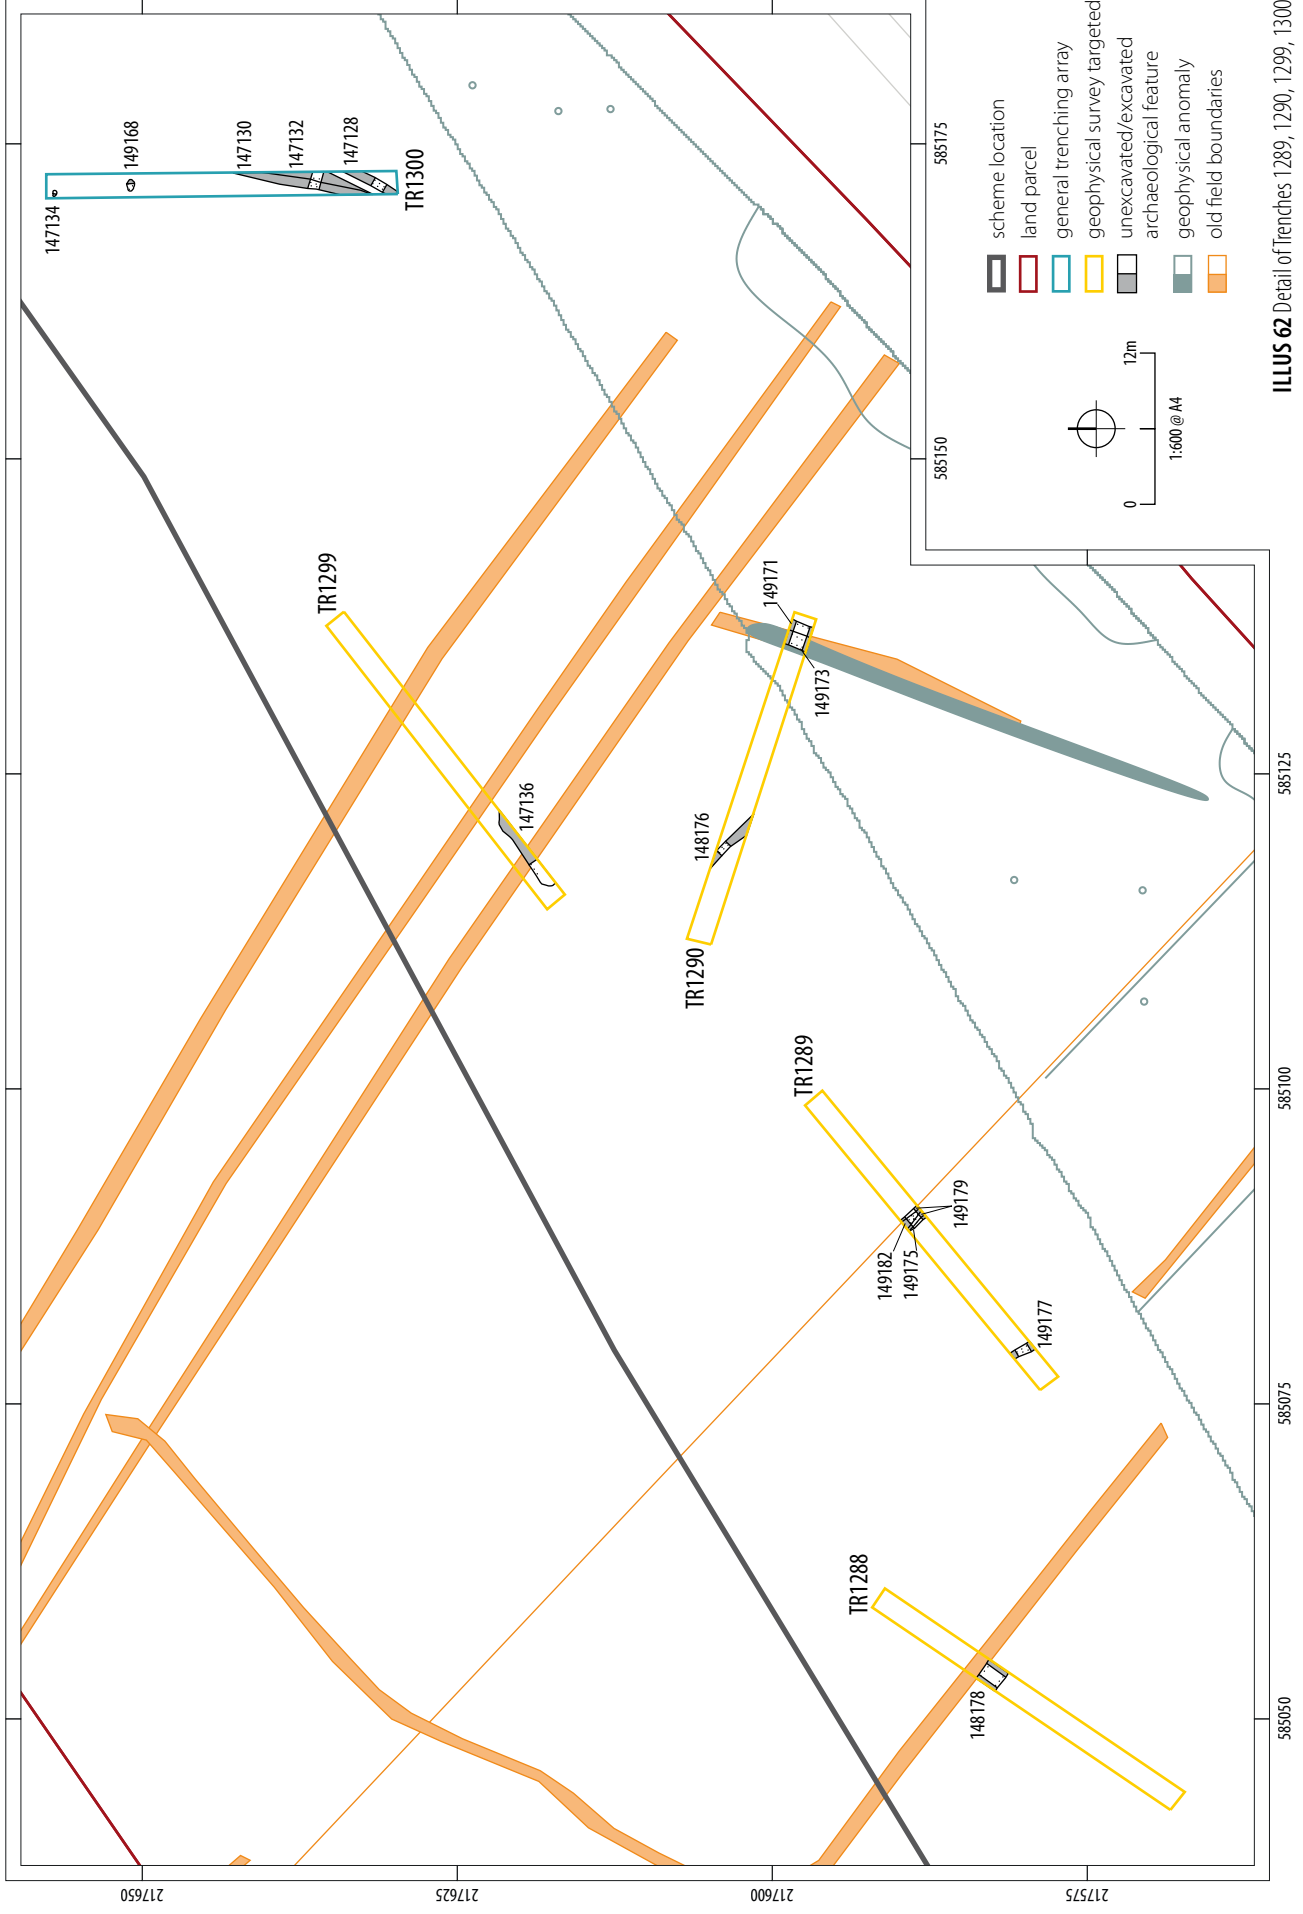 147134
149168
147130
147132
147128
TR1300
TR1299
147136
149171
149173
148176
TR1290
TR1289
149182
149175
149179
149177
TR1288
148178
217650
217625
217600
217575
585050
585075
585100
585125
585150
585175
0
12m
1:600 @ A4
scheme location
land parcel
general trenching array
geophysical survey targeted
unexcavated/excavated
archaeological feature
geophysical anomaly
old field boundaries
ILLUS 62 Detail of Trenches 1289, 1290, 1299, 1300